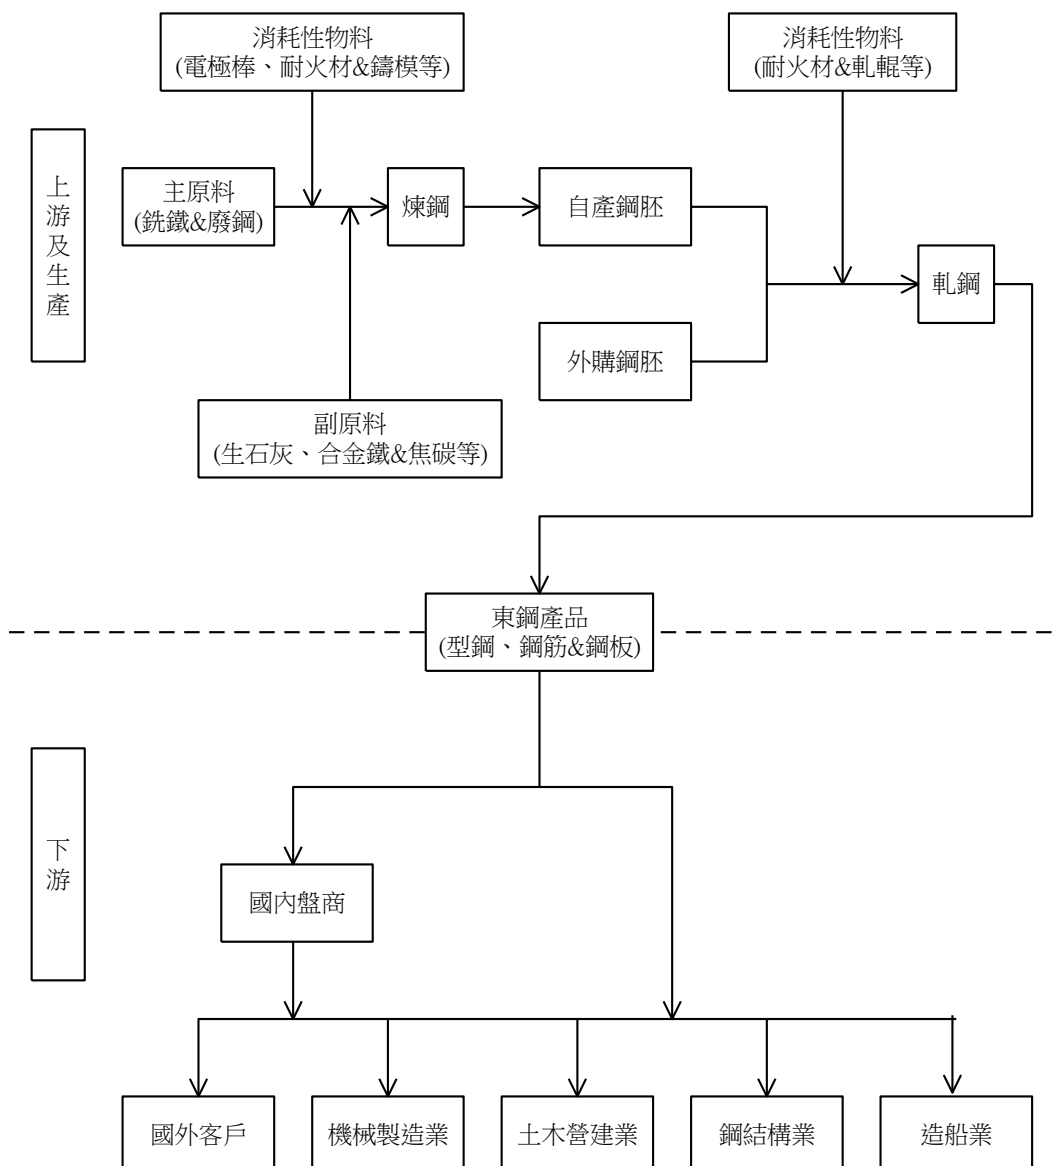 消耗性物料
(電極棒、耐火材&鑄模等)
消耗性物料
(耐火材&軋輥等)
上游及生產
主原料
(銑鐵&廢鋼)
煉鋼
自產鋼胚
軋鋼
外購鋼胚
副原料
(生石灰、合金鐵&焦碳等)
東鋼產品
(型鋼、鋼筋&鋼板)
下游
國內盤商
國外客戶
機械製造業
土木營建業
鋼結構業
造船業